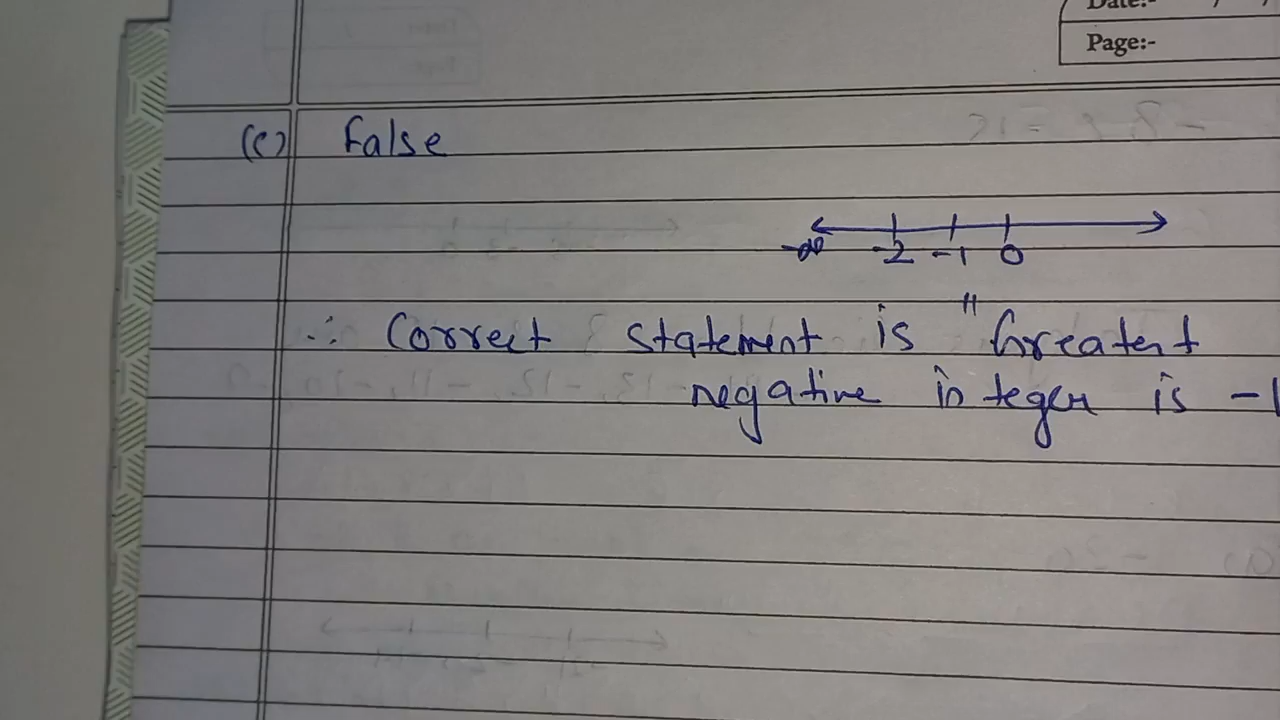 Date:- / /
Page:-
(c) False
-∞ -2 -1 0
∴ Correct statement is "Greatest
negative integer is -1